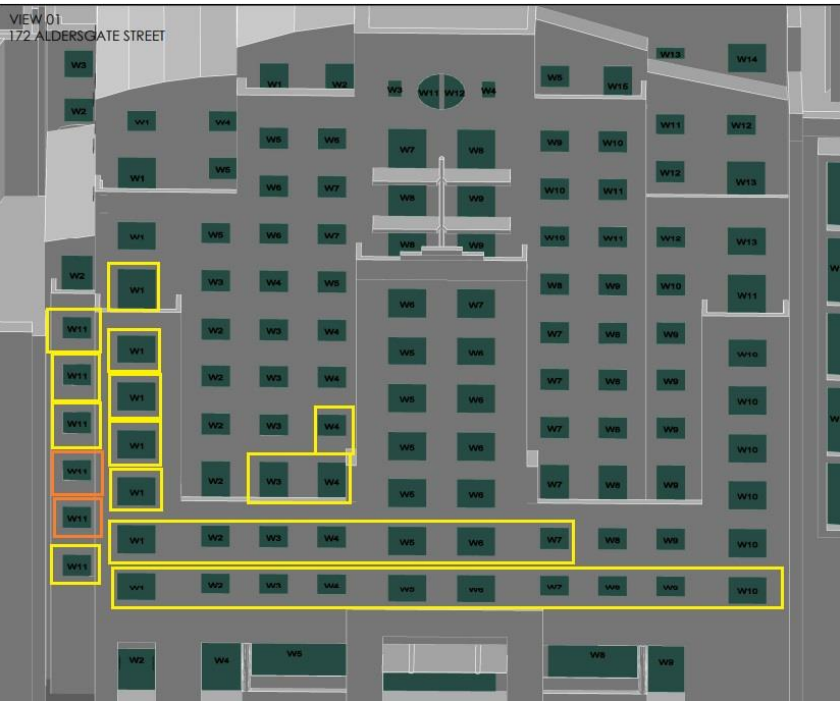 VIEW 01
172 ALDERSGATE STREET
W3 W1 W2 W3 W11 W12 W4 W5 W13 W14
W2 W1 W4 W5 W6 W7 W8 W9 W10 W11 W12
W1 W5 W6 W7 W8 W9 W10 W11 W12 W13
W1 W5 W6 W7 W8 W9 W10 W11 W12 W13
W2 W1 W3 W4 W5 W6 W7 W8 W9 W10 W11
W11 W1 W2 W3 W4 W5 W6 W7 W8 W9 W10
W11 W1 W2 W3 W4 W5 W6 W7 W8 W9 W10
W11 W1 W2 W3 W4 W5 W6 W7 W8 W9 W10
W11 W1 W2 W3 W4 W5 W6 W7 W8 W9 W10
W11 W1 W2 W3 W4 W5 W6 W7 W8 W9 W10
W11 W1 W2 W3 W4 W5 W6 W7 W8 W9 W10
W2 W4 W5 W9